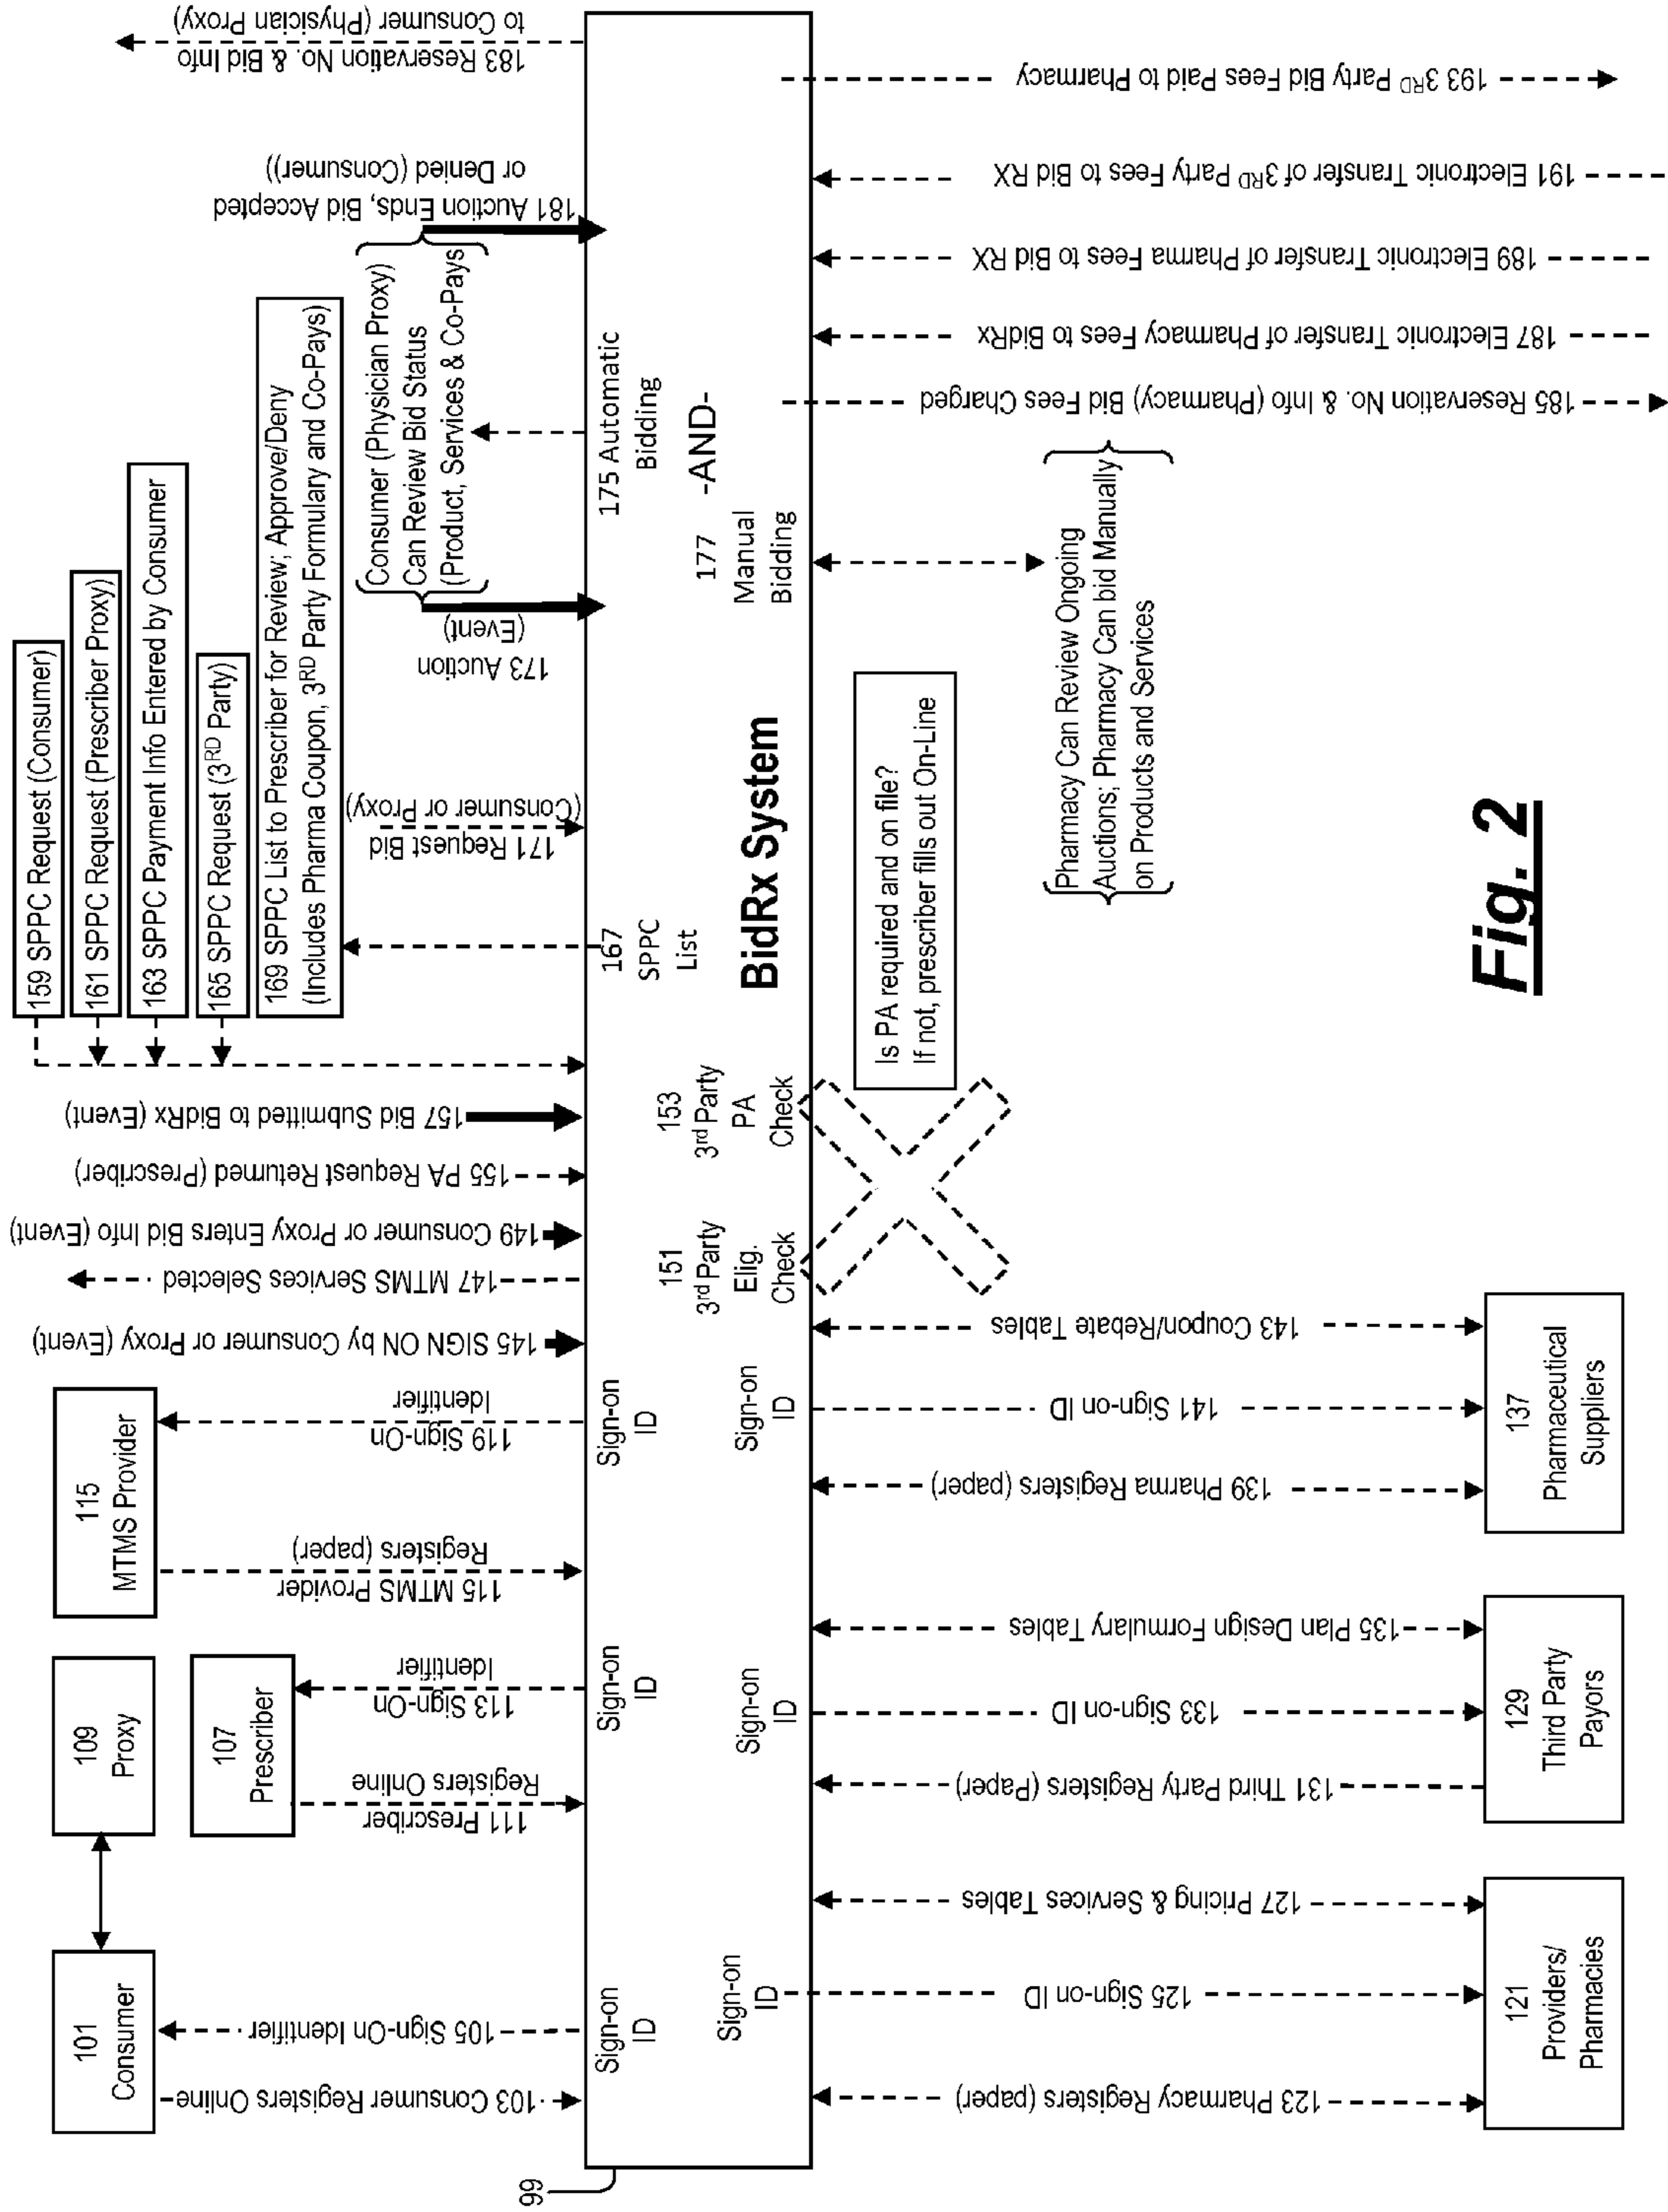 101
Consumer
109
Proxy
107
Prescriber
115
MTMS Provider
103 Consumer Registers Online
105 Sign-On Identifier
111 Prescriber
Registers Online
113 Sign-On
Identifier
115 MTMS Provider
Registers (paper)
119 Sign-On
Identifier
145 SIGN ON by Consumer or Proxy (Event)
147 MTMS Services Selected
149 Consumer or Proxy Enters Bid Info (Event)
155 PA Request Returned (Prescriber)
157 Bid Submitted to BidRx (Event)
159 SPPC Request (Consumer)
161 SPPC Request (Prescriber Proxy)
163 SPPC Payment Info Entered by Consumer
165 SPPC Request (3RD Party)
169 SPPC List to Prescriber for Review; Approve/Deny
(Includes Pharma Coupon, 3RD Party Formulary and Co-Pays)
171 Request Bid
(Consumer or Proxy)
173 Auction
(Event)
Consumer (Physician Proxy)
Can Review Bid Status
(Product, Services & Co-Pays
181 Auction Ends, Bid Accepted
or Denied (Consumer))
183 Reservation No. & Bid Info
to Consumer (Physician Proxy)
99
Sign-on
ID
Sign-on
ID
Sign-on
ID
Sign-on
ID
Sign-on
ID
Sign-on
ID
151
3rd Party
Elig.
Check
153
3rd Party
PA
Check
167
SPPC
List
BidRx System
175 Automatic
Bidding
-AND-
177
Manual
Bidding
123 Pharmacy Registers (paper)
125 Sign-on ID
127 Pricing & Services Tables
131 Third Party Registers (Paper)
133 Sign-on ID
135 Plan Design Formulary Tables
139 Pharma Registers (paper)
141 Sign-on ID
143 Coupon/Rebate Tables
Is PA required and on file?
If not, prescriber fills out On-Line
Pharmacy Can Review Ongoing
Auctions; Pharmacy Can bid Manually
on Products and Services
185 Reservation No. & Info (Pharmacy) Bid Fees Charged
187 Electronic Transfer of Pharmacy Fees to BidRx
189 Electronic Transfer of Pharma Fees to Bid RX
191 Electronic Transfer of 3RD Party Fees to Bid RX
193 3RD Party Bid Fees Paid to Pharmacy
121
Providers/
Pharmacies
129
Third Party
Payors
137
Pharmaceutical
Suppliers
Fig. 2